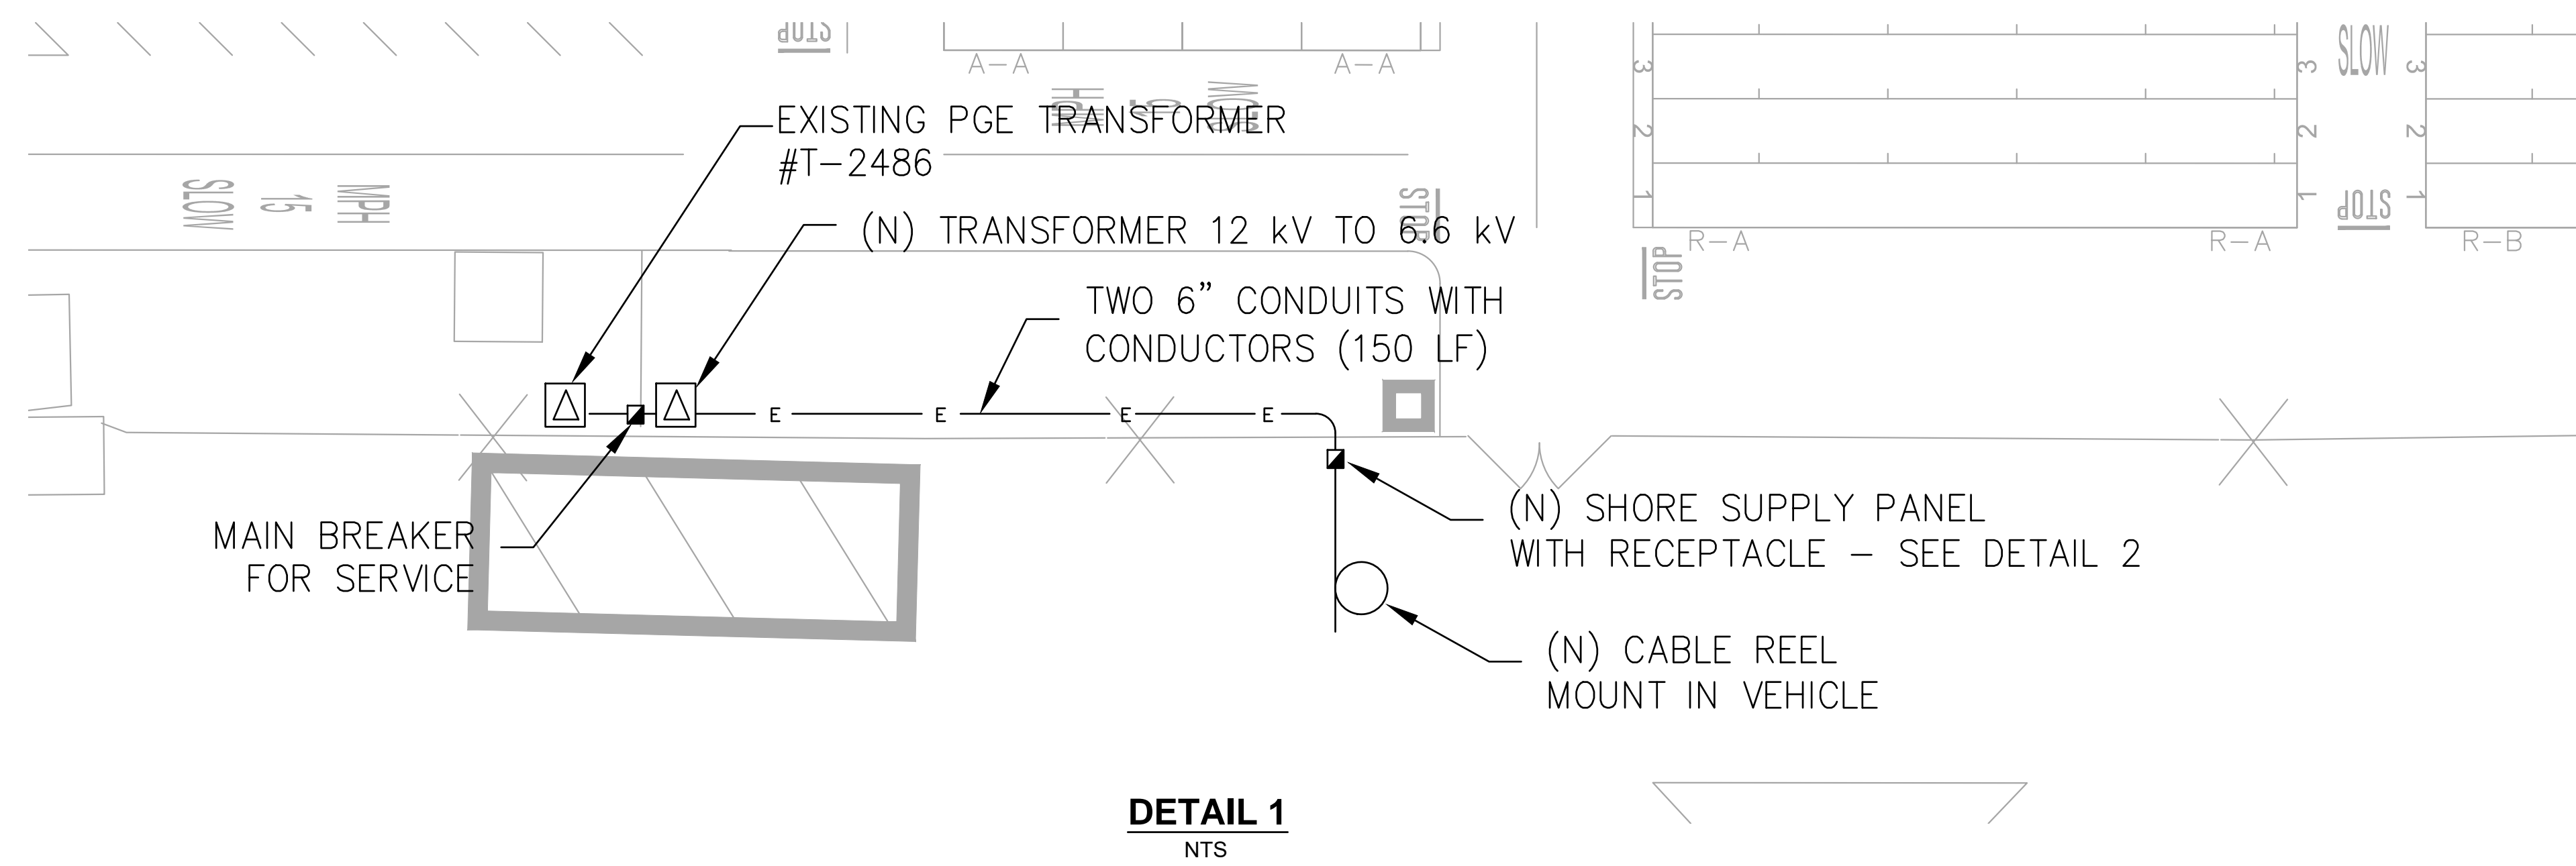 STOP
A-A
A-A
SLOW
3
3
3
EXISTING PGE TRANSFORMER
#T-2486
2
2
2
SLOW
15
MPH
STOP
1
1
STOP
1
(N) TRANSFORMER 12 kV TO 6.6 kV
R-A
R-A
R-B
STOP
TWO 6” CONDUITS WITH
CONDUCTORS (150 LF)
E
E
E
E
MAIN BREAKER
FOR SERVICE
(N) SHORE SUPPLY PANEL
WITH RECEPTACLE – SEE DETAIL 2
(N) CABLE REEL
MOUNT IN VEHICLE
DETAIL 1
NTS